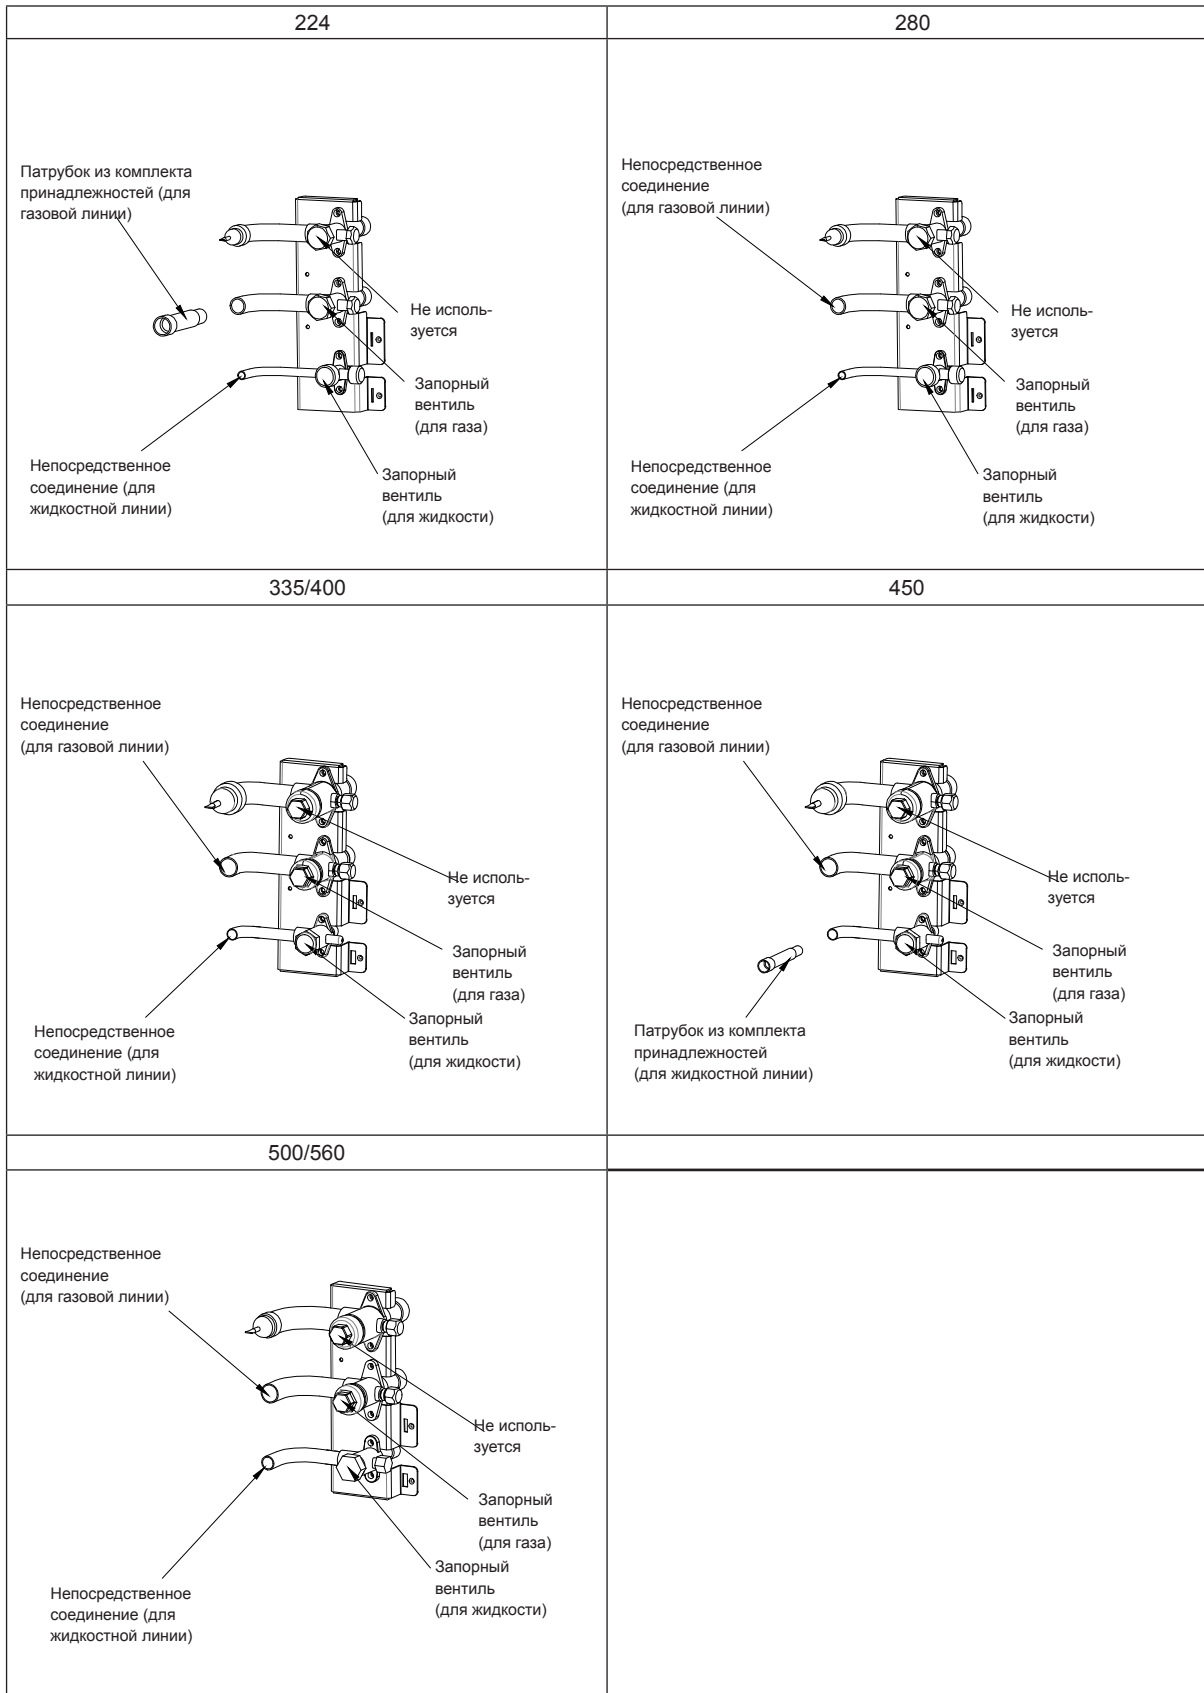 224
280
Патрубок из комплекта
принадлежностей (для
газовой линии)
Не исполь-
зуется
Запорный
вентиль
(для газа)
Непосредственное
соединение (для
жидкостной линии)
Запорный
вентиль
(для жидкости)
Непосредственное
соединение
(для газовой линии)
Не исполь-
зуется
Запорный
вентиль
(для газа)
Непосредственное
соединение (для
жидкостной линии)
Запорный
вентиль
(для жидкости)
335/400
450
Непосредственное
соединение
(для газовой линии)
Не исполь-
зуется
Запорный
вентиль
(для газа)
Непосредственное
соединение (для
жидкостной линии)
Запорный
вентиль
(для жидкости)
Непосредственное
соединение
(для газовой линии)
Не исполь-
зуется
Запорный
вентиль
(для газа)
Патрубок из комплекта
принадлежностей
(для жидкостной линии)
Запорный
вентиль
(для жидкости)
500/560
Непосредственное
соединение
(для газовой линии)
Не исполь-
зуется
Запорный
вентиль
(для газа)
Запорный
вентиль
(для жидкости)
Непосредственное
соединение (для
жидкостной линии)